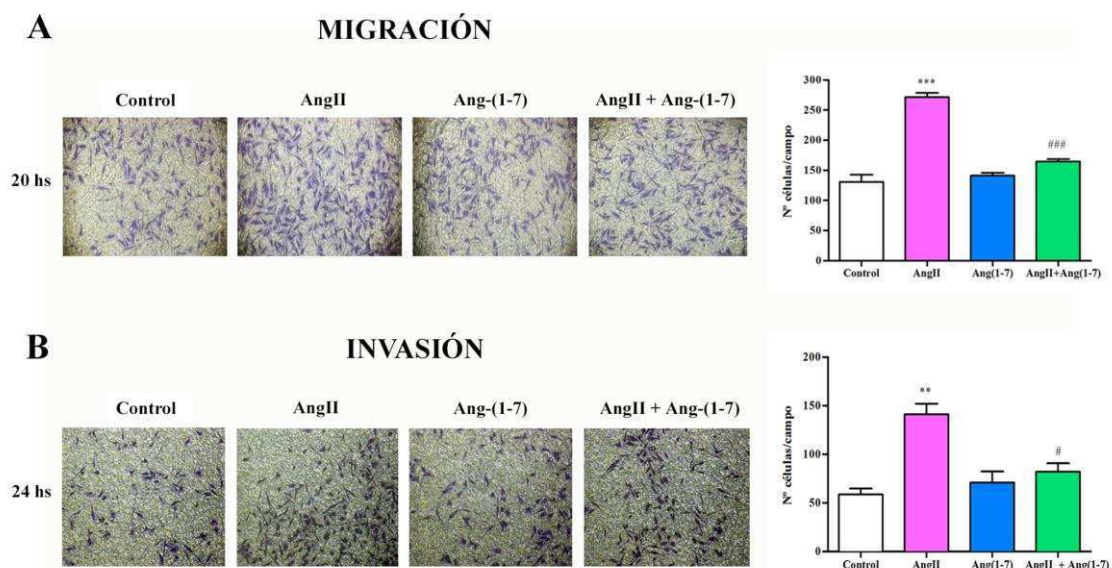 A
MIGRACIÓN
Control AngII Ang-(1-7) AngII + Ang-(1-7)
20 hs
Nº células/campo
300
250
200
150
100
50
0
***
###
Control AngII Ang(1-7) AngII+Ang(1-7)
B
INVASIÓN
Control AngII Ang-(1-7) AngII + Ang-(1-7)
24 hs
Nº células/campo
200
150
100
50
0
**
#
Control AngII Ang(1-7) AngII + Ang(1-7)